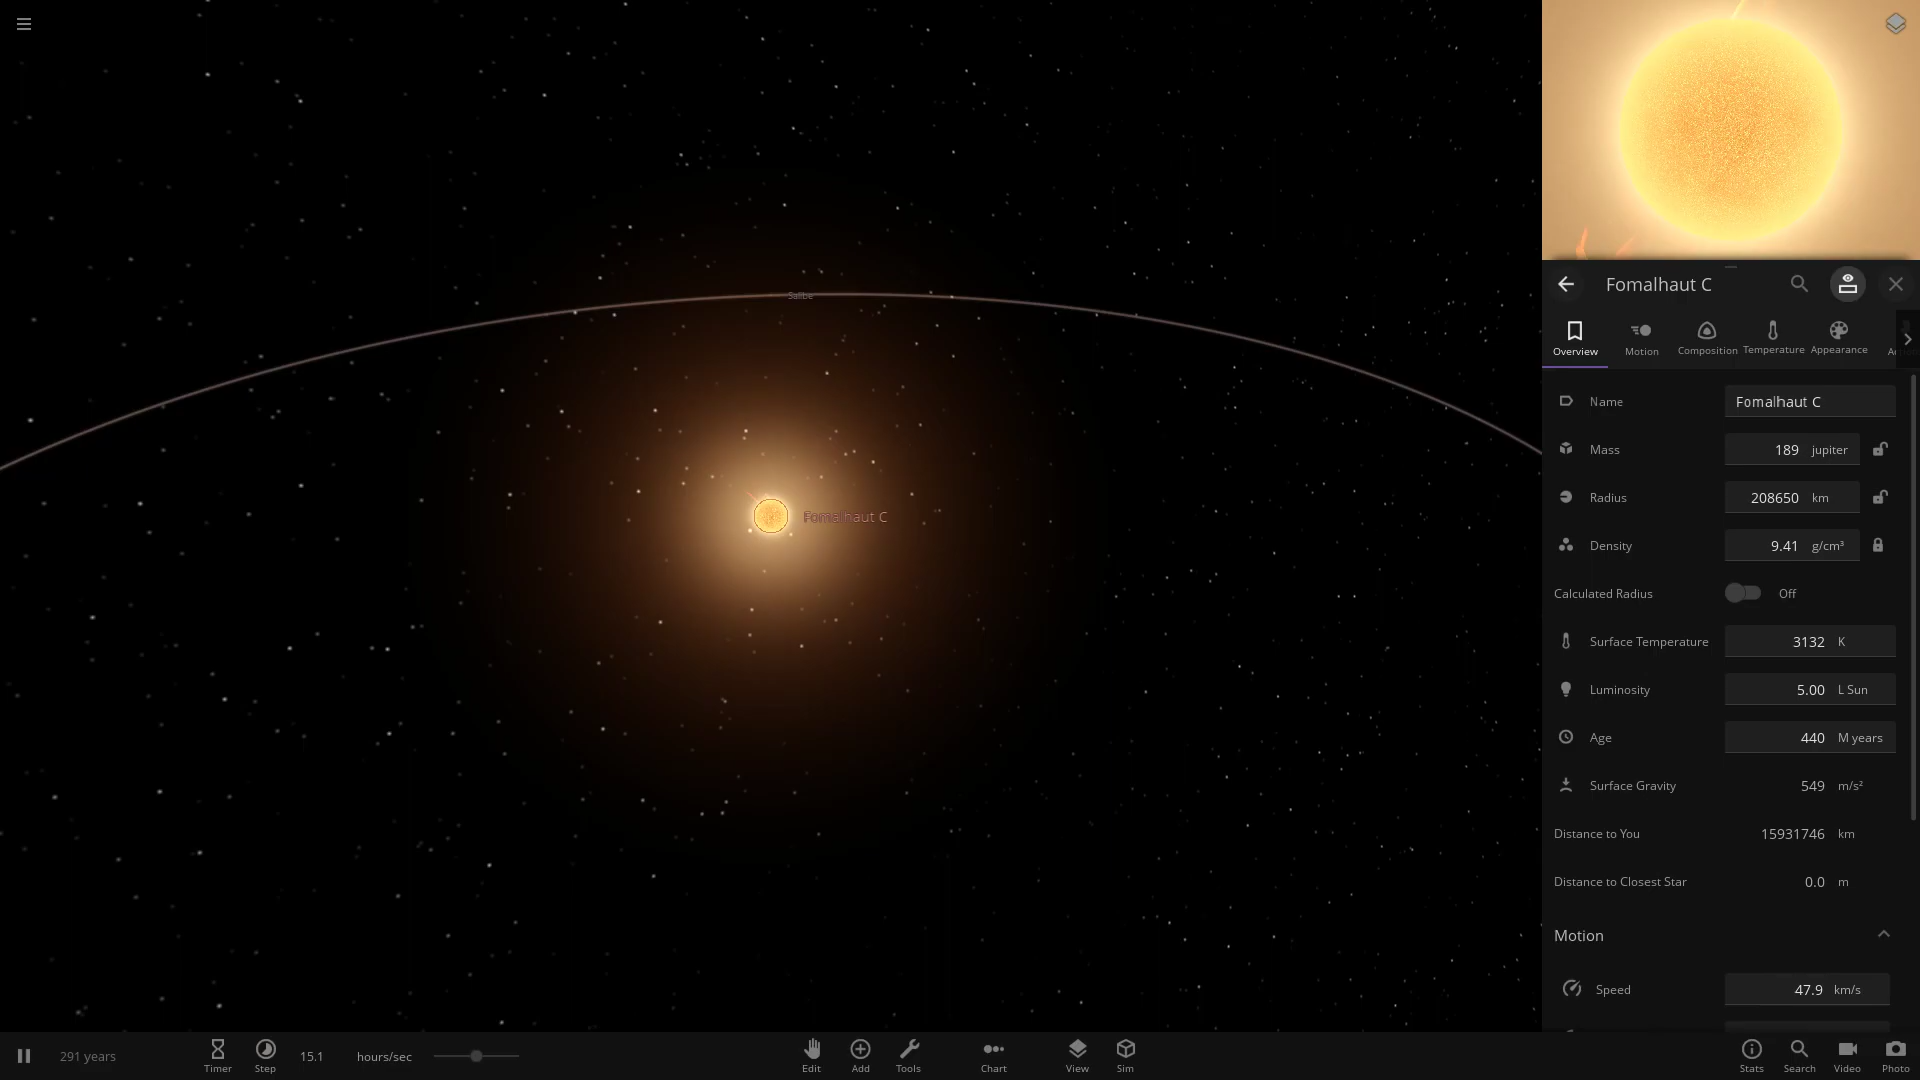 Salibe
Fomalhaut C
Fomalhaut C
Overview
Motion
Composition
Temperature
Appearance
Name
Fomalhaut C
Mass
189 jupiter
Radius
208650 km
Density
9.41 g/cm³
Calculated Radius
Off
Surface Temperature
3132 K
Luminosity
5.00 L Sun
Age
440 M years
Surface Gravity
549 m/s²
Distance to You
15931746 km
Distance to Closest Star
0.0 m
Motion
Speed
47.9 km/s
291 years
Timer
Step
15.1 hours/sec
Edit
Add
Tools
Chart
View
Sim
Stats
Search
Video
Photo